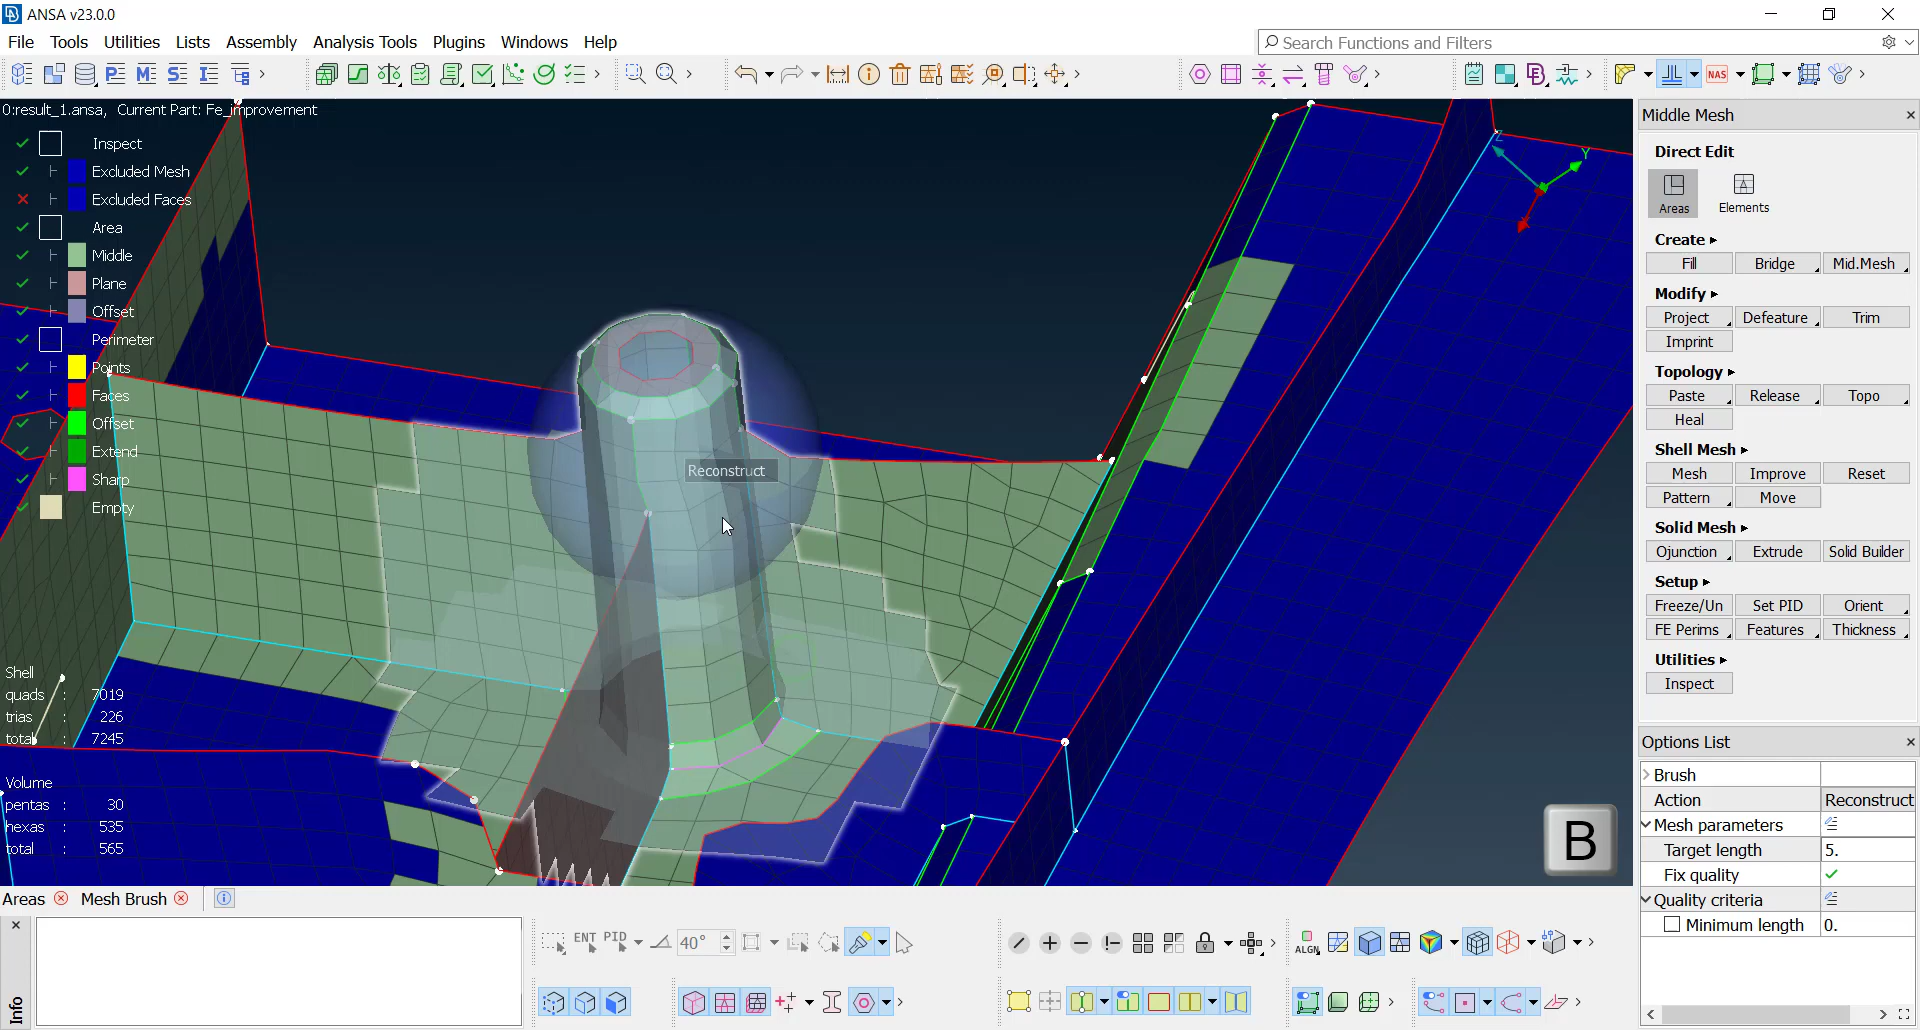 ANSA v23.0.0
File Tools Utilities Lists Assembly Analysis Tools Plugins Windows Help
Search Functions and Filters
NAS
0:result_1.ansa, Current Part: Fe_improvement
Inspect
Excluded Mesh
Excluded Faces
Area
Middle
Plane
Offset
Perimeter
Points
Faces
Offset
Extend
Sharp
Empty
Shell
quads : 7019
trias : 226
total : 7245
Volume
pentas : 30
hexas : 535
total : 565
Reconstruct
Z
Y
B
Middle Mesh
Direct Edit
Areas Elements
Create
Fill Bridge Mid.Mesh
Modify
Project Defeature Trim
Imprint
Topology
Paste Release Topo
Heal
Shell Mesh
Mesh Improve Reset
Pattern Move
Solid Mesh
Ojunction Extrude Solid Builder
Setup
Freeze/Un Set PID Orient
FE Perims Features Thickness
Utilities
Inspect
Options List
Brush
Action Reconstruct
Mesh parameters
Target length 5.
Fix quality
Quality criteria
Minimum length 0.
Areas Mesh Brush
Info
ENT PID 40°
ALGN